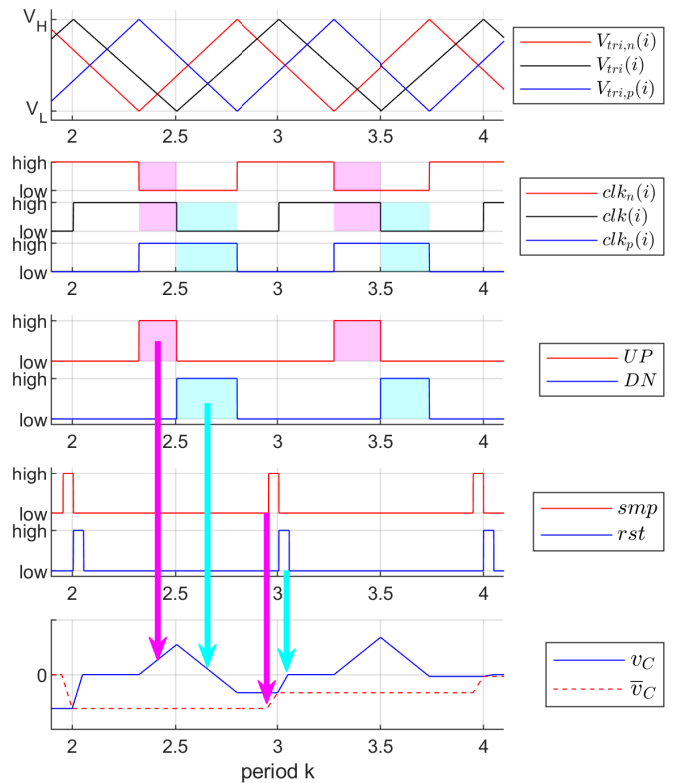 V_H
V_L
2 2.5 3 3.5 4
V_{tri,n}(i)
V_{tri}(i)
V_{tri,p}(i)
high
low
high
low
high
low
2 2.5 3 3.5 4
clk_n(i)
clk(i)
clk_p(i)
high
low
high
low
2 2.5 3 3.5 4
UP
DN
high
low
high
low
2 2.5 3 3.5 4
smp
rst
0
2 2.5 3 3.5 4
v_C
v̅_C
period k